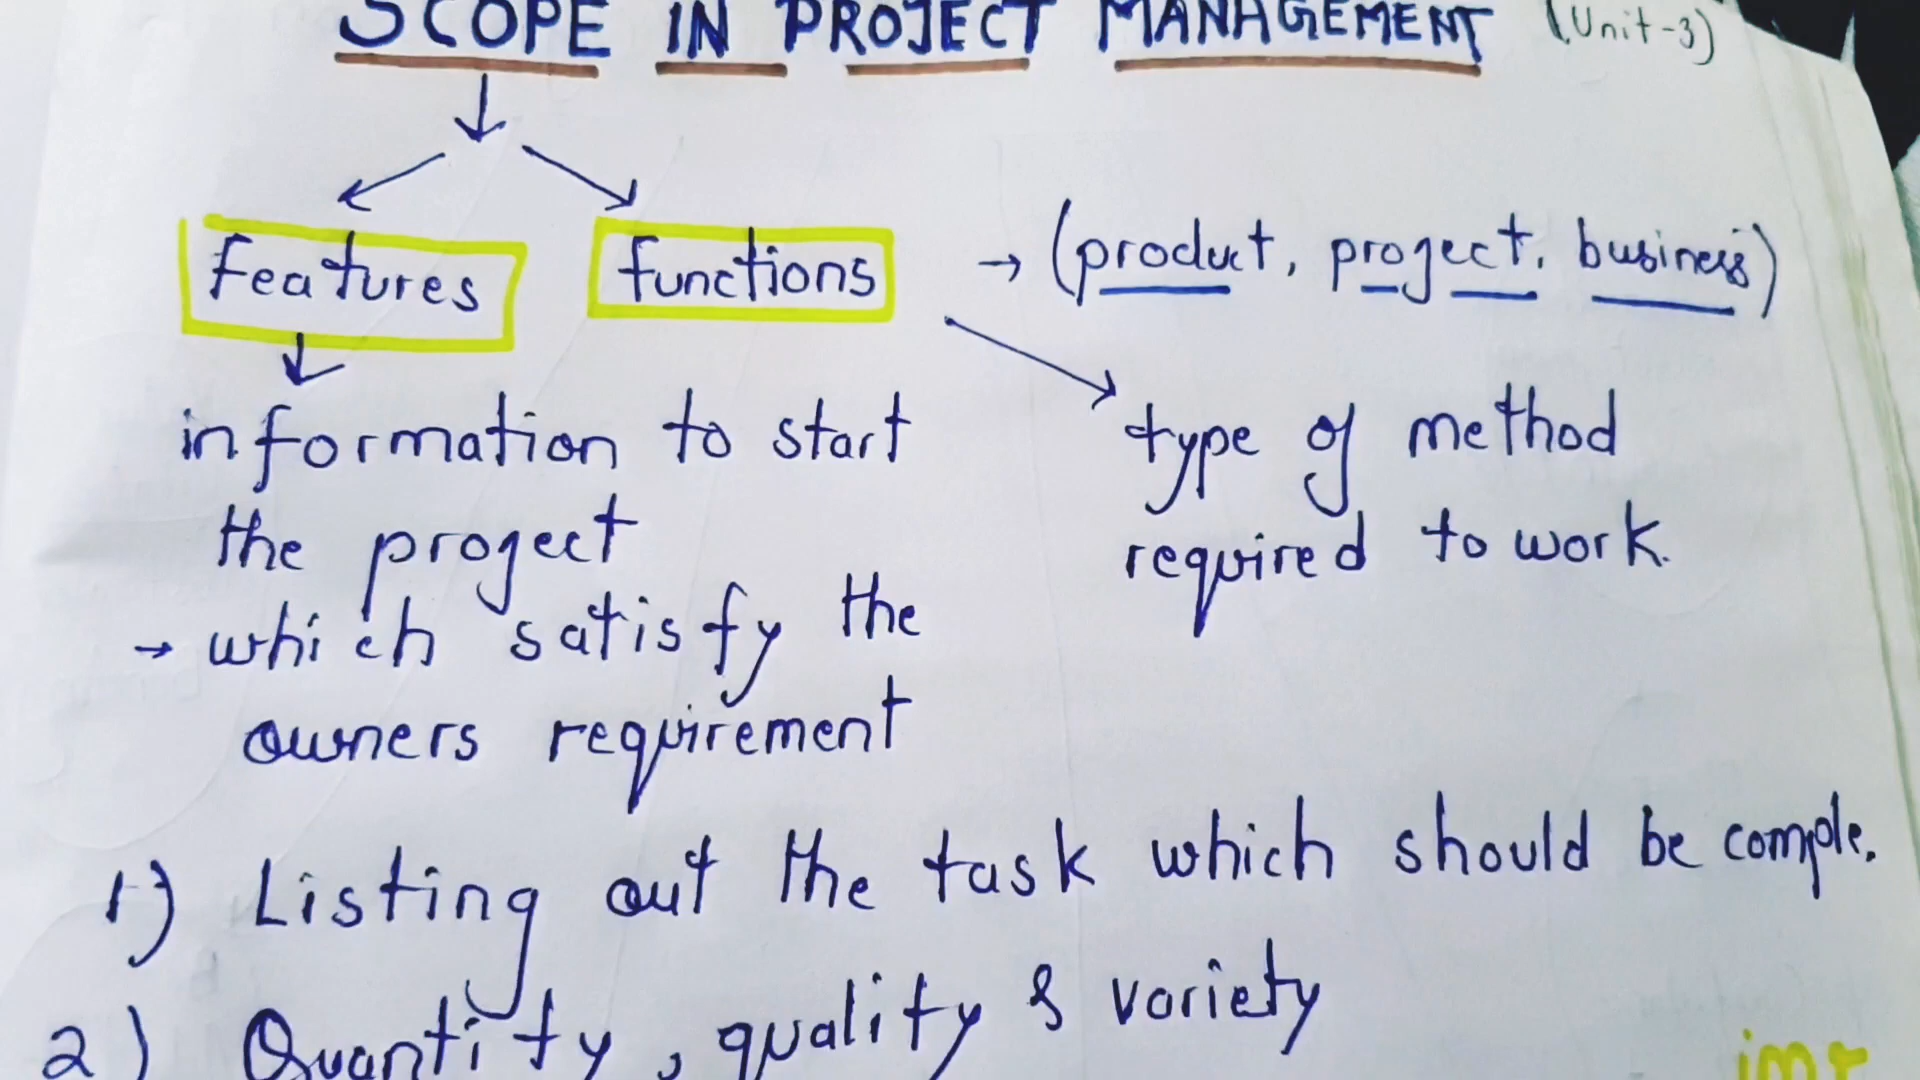 SCOPE IN PROJECT MANAGEMENT (Unit-3)
features functions → (product, project, business)
information to start
the project
→ which satisfy the
owners requirement
type of method
required to work.
1) Listing out the task which should be comple.
2) Quantity, quality & variety
imp